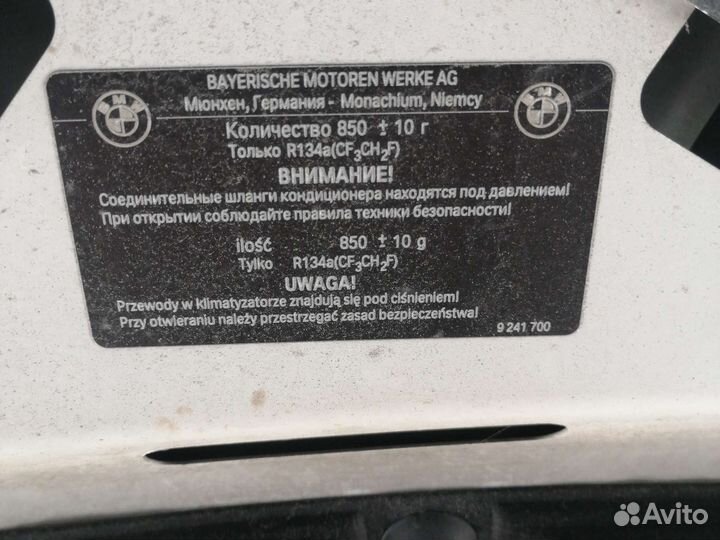 BAYERISCHE MOTOREN WERKE AG
Мюнхен, Германия - Monachium, Niemcy
BMW
BMW
Количество 850 ± 10 г
Только R134a(CF3CH2F)
ВНИМАНИЕ!
Соединительные шланги кондиционера находятся под давлением!
При открытии соблюдайте правила техники безопасности!
ilość 850 ± 10 g
Tylko R134a(CF3CH2F)
UWAGA!
Przewody w klimatyzatorze znajdują się pod ciśnieniem!
Przy otwieraniu należy przestrzegać zasad bezpieczeństwa!
9 241 700
Avito